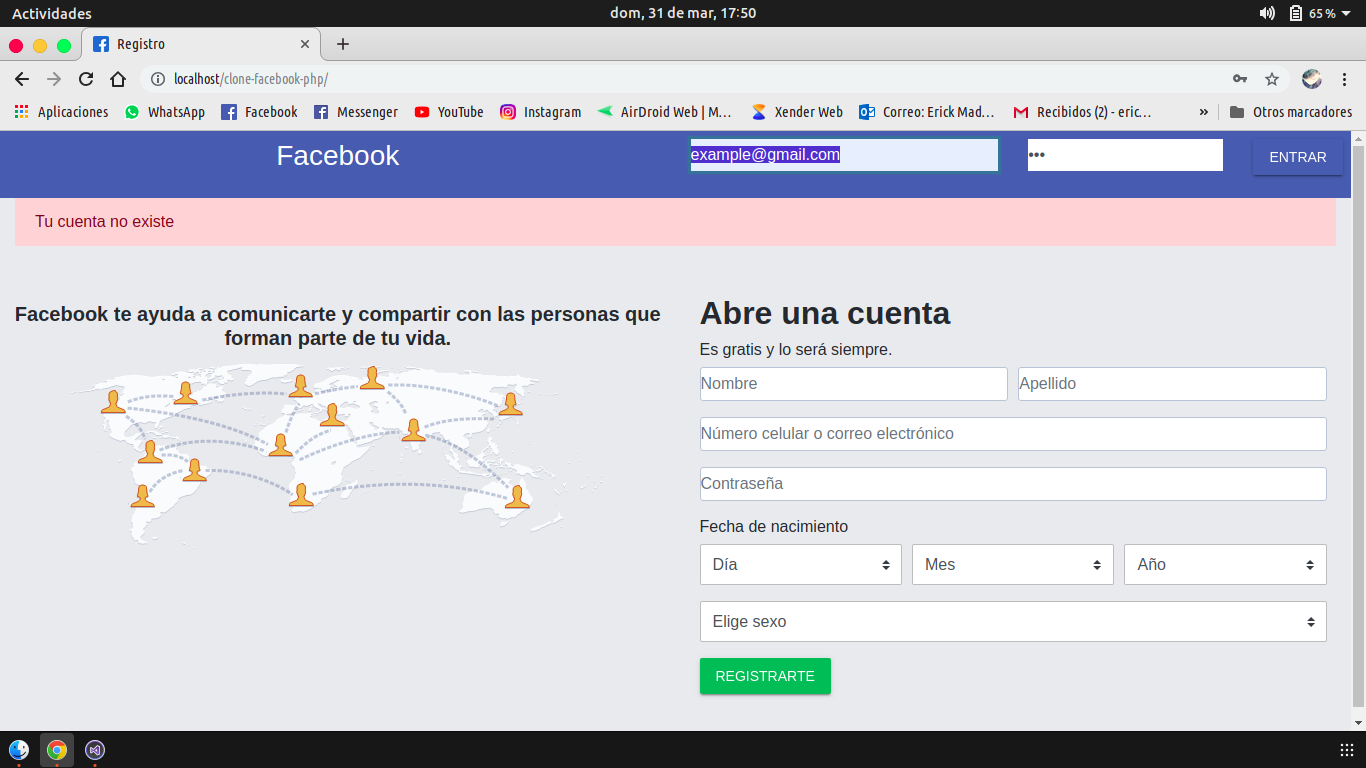 Actividades
dom, 31 de mar, 17:50
65 %
Registro
localhost/clone-facebook-php/
Aplicaciones
WhatsApp
Facebook
Messenger
YouTube
Instagram
AirDroid Web | M...
Xender Web
Correo: Erick Mad...
Recibidos (2) - eric...
»
Otros marcadores
Facebook
example@gmail.com
•••
ENTRAR
Tu cuenta no existe
Facebook te ayuda a comunicarte y compartir con las personas que
forman parte de tu vida.
Abre una cuenta
Es gratis y lo será siempre.
Nombre
Apellido
Número celular o correo electrónico
Contraseña
Fecha de nacimiento
Día
Mes
Año
Elige sexo
REGISTRARTE